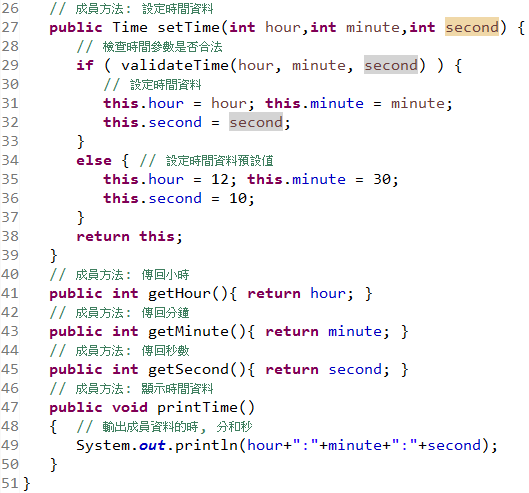 26 // 成員方法: 設定時間資料
27 public Time setTime(int hour,int minute,int second) {
28 // 檢查時間參數是否合法
29 if ( validateTime(hour, minute, second) ) {
30 // 設定時間資料
31 this.hour = hour; this.minute = minute;
32 this.second = second;
33 }
34 else { // 設定時間資料預設值
35 this.hour = 12; this.minute = 30;
36 this.second = 10;
37 }
38 return this;
39 }
40 // 成員方法: 傳回小時
41 public int getHour(){ return hour; }
42 // 成員方法: 傳回分鐘
43 public int getMinute(){ return minute; }
44 // 成員方法: 傳回秒數
45 public int getSecond(){ return second; }
46 // 成員方法: 顯示時間資料
47 public void printTime()
48 { // 輸出成員資料的時, 分和秒
49 System.out.println(hour+":"+minute+":"+second);
50 }
51 }